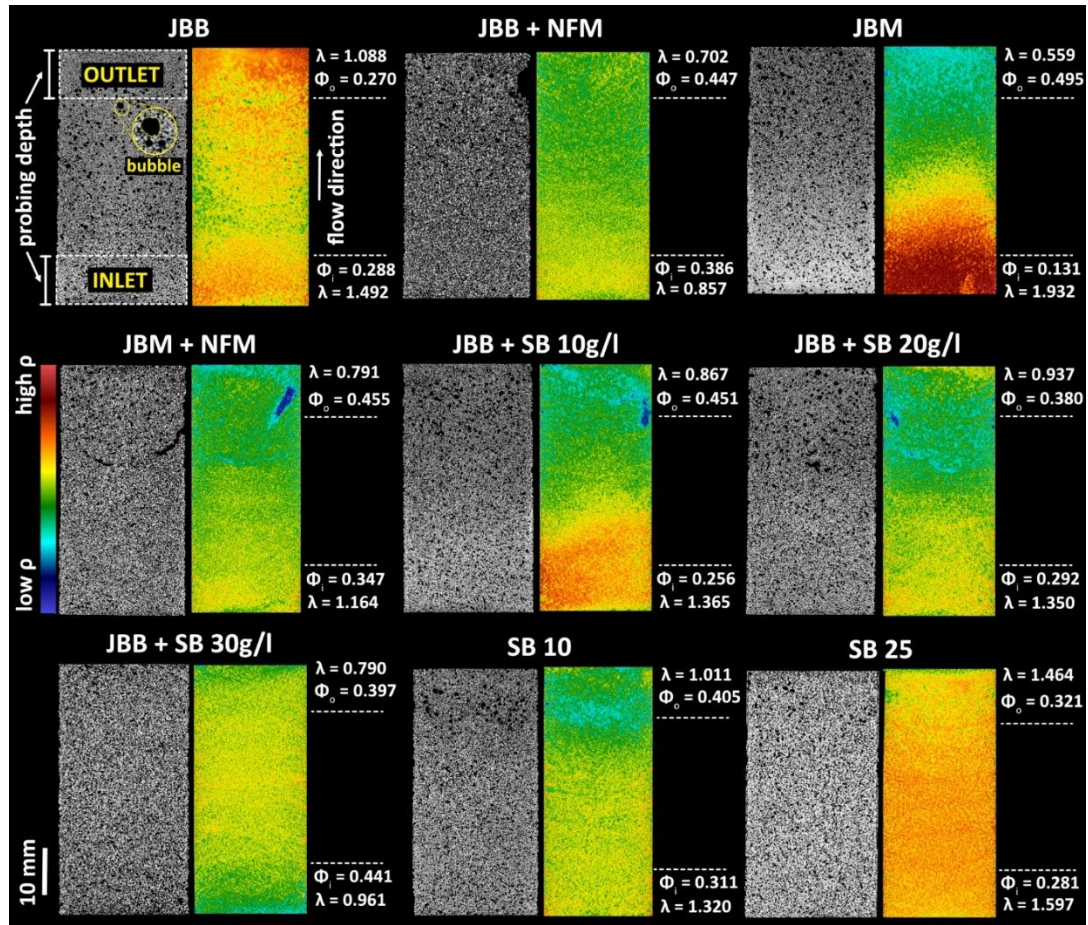 JBB
JBB + NFM
JBM
OUTLET
bubble
INLET
probing depth
flow direction
λ = 1.088
Φo = 0.270
Φi = 0.288
λ = 1.492
λ = 0.702
Φo = 0.447
Φi = 0.386
λ = 0.857
λ = 0.559
Φo = 0.495
Φi = 0.131
λ = 1.932
JBM + NFM
JBB + SB 10g/l
JBB + SB 20g/l
high ρ
low ρ
λ = 0.791
Φo = 0.455
Φi = 0.347
λ = 1.164
λ = 0.867
Φo = 0.451
Φi = 0.256
λ = 1.365
λ = 0.937
Φo = 0.380
Φi = 0.292
λ = 1.350
JBB + SB 30g/l
SB 10
SB 25
10 mm
λ = 0.790
Φo = 0.397
Φi = 0.441
λ = 0.961
λ = 1.011
Φo = 0.405
Φi = 0.311
λ = 1.320
λ = 1.464
Φo = 0.321
Φi = 0.281
λ = 1.597